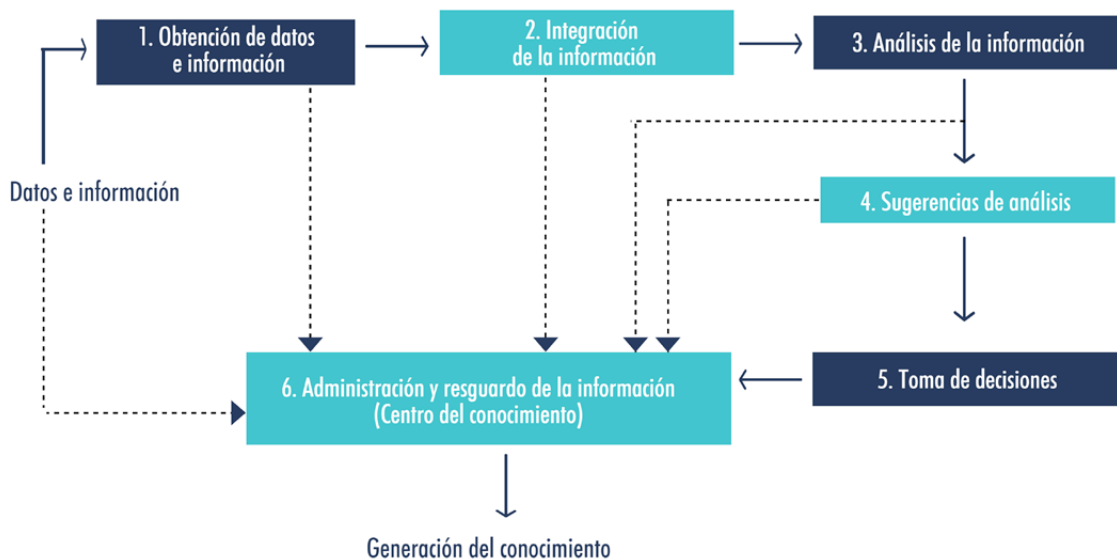 1. Obtención de datos
e información
2. Integración
de la información
3. Análisis de la información
Datos e información
4. Sugerencias de análisis
6. Administración y resguardo de la información
(Centro del conocimiento)
5. Toma de decisiones
Generación del conocimiento